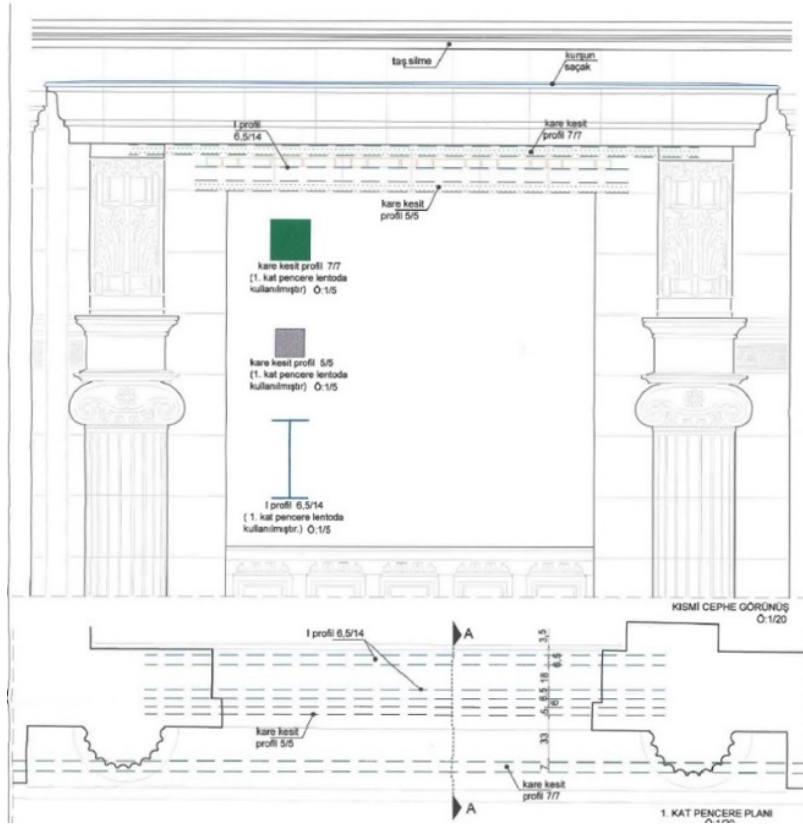 taş silme
kurşun
saçak
I profil
6,5/14
kare kesit
profil 7/7
kare kesit
profil 5/5
kare kesit profil 7/7
(1. kat pencere lentoda
kullanılmıştır) Ö:1/5
kare kesit profil 5/5
(1. kat pencere lentoda
kullanılmıştır) Ö:1/5
I profil 6,5/14
( 1. kat pencere lentoda
kullanılmıştır.) Ö:1/5
KISMİ CEPHE GÖRÜNÜŞ
Ö:1/20
I profil 6,5/14
A
3,5
6,5
18
6,5
6
5
33
7
kare kesit
profil 5/5
kare kesit
profil 7/7
A
1. KAT PENCERE PLANI
Ö:1/20